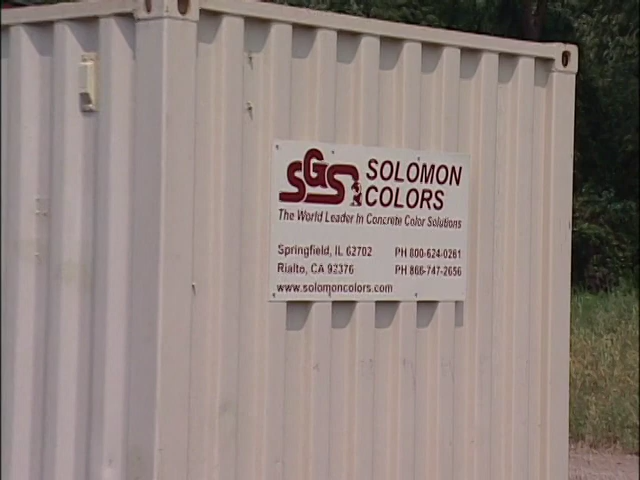 SGS SOLOMON
COLORS
The World Leader in Concrete Color Solutions
Springfield, IL 62702 PH 800-624-0261
Rialto, CA 92376 PH 866-747-2656
www.solomoncolors.com